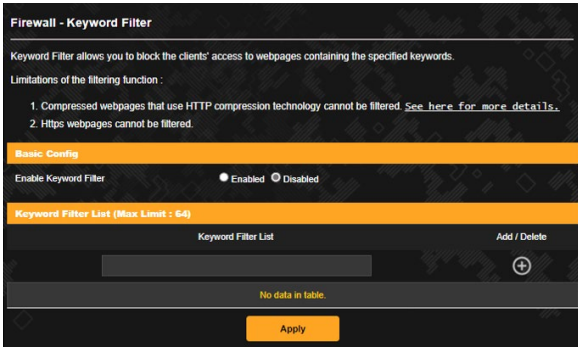 Firewall - Keyword Filter
Keyword Filter allows you to block the clients' access to webpages containing the specified keywords.
Limitations of the filtering function :
1. Compressed webpages that use HTTP compression technology cannot be filtered. See here for more details.
2. Https webpages cannot be filtered.
Basic Config
Enable Keyword Filter Enabled Disabled
Keyword Filter List (Max Limit : 64)
Keyword Filter List Add / Delete
No data in table.
Apply